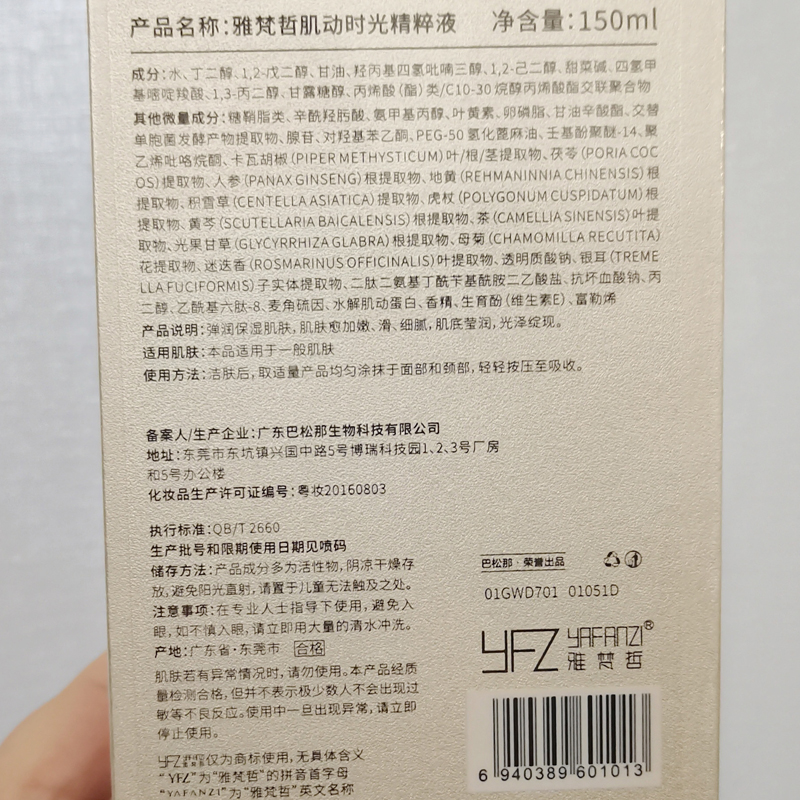 产品名称：雅梵哲肌动时光精粹液 净含量：150ml
成分：水、丁二醇、1,2-戊二醇、甘油、羟丙基四氢吡喃三醇、1,2-己二醇、甜菜碱、四氢甲
基嘧啶羧酸、1,3-丙二醇、甘露糖醇、丙烯酸（酯）类/C10-30 烷醇丙烯酸酯交联聚合物
其他微量成分：糖鞘脂类、辛酰羟肟酸、氨甲基丙醇、叶黄素、卵磷脂、甘油辛酸酯、交替
单胞菌发酵产物提取物、腺苷、对羟基苯乙酮、PEG-50 氢化蓖麻油、壬基酚聚醚-14、聚
乙烯吡咯烷酮、卡瓦胡椒（PIPER METHYSTICUM）叶/根/茎提取物、茯苓（PORIA COC
OS）提取物、人参（PANAX GINSENG）根提取物、地黄（REHMANINNIA CHINENSIS）根
提取物、积雪草（CENTELLA ASIATICA）提取物、虎杖（POLYGONUM CUSPIDATUM）根
提取物、黄芩（SCUTELLARIA BAICALENSIS）根提取物、茶（CAMELLIA SINENSIS）叶提
取物、光果甘草（GLYCYRRHIZA GLABRA）根提取物、母菊（CHAMOMILLA RECUTITA）
花提取物、迷迭香（ROSMARINUS OFFICINALIS）叶提取物、透明质酸钠、银耳（TREME
LLA FUCIFORMIS）子实体提取物、二肽二氨基丁酰苄基酰胺二乙酸盐、抗坏血酸钠、丙
二醇、乙酰基六肽-8、麦角硫因、水解肌动蛋白、香精、生育酚（维生素E）、富勒烯
产品说明：弹润保湿肌肤，肌肤愈加嫩、滑、细腻，肌底莹润，光泽绽现。
适用肌肤：本品适用于一般肌肤
使用方法：洁肤后，取适量产品均匀涂抹于面部和颈部，轻轻按压至吸收。
备案人/生产企业：广东巴松那生物科技有限公司
地址：东莞市东坑镇兴国中路5号博瑞科技园1、2、3号厂房
和5号办公楼
化妆品生产许可证编号：粤妆20160803
执行标准：QB/T 2660
生产批号和限期使用日期见喷码
储存方法：产品成分多为活性物，阴凉干燥存
放，避免阳光直射，请置于儿童无法触及之处。
注意事项：在专业人士指导下使用，避免入
眼，如不慎入眼，请立即用大量的清水冲洗。
产地：广东省·东莞市 合格
肌肤若有异常情况时，请勿使用。本产品经质
量检测合格，但并不表示极少数人不会出现过
敏等不良反应。使用中一旦出现异常，请立即
停止使用。
YFZ 雅梵哲仅为商标使用，无具体含义
“YFZ”为“雅梵哲”的拼音首字母
“YAFANZI”为“雅梵哲”英文名称
巴松那·荣誉出品
01GWD701 01051D
YFZ YAFANZI®
雅梵哲
6 940389 601013